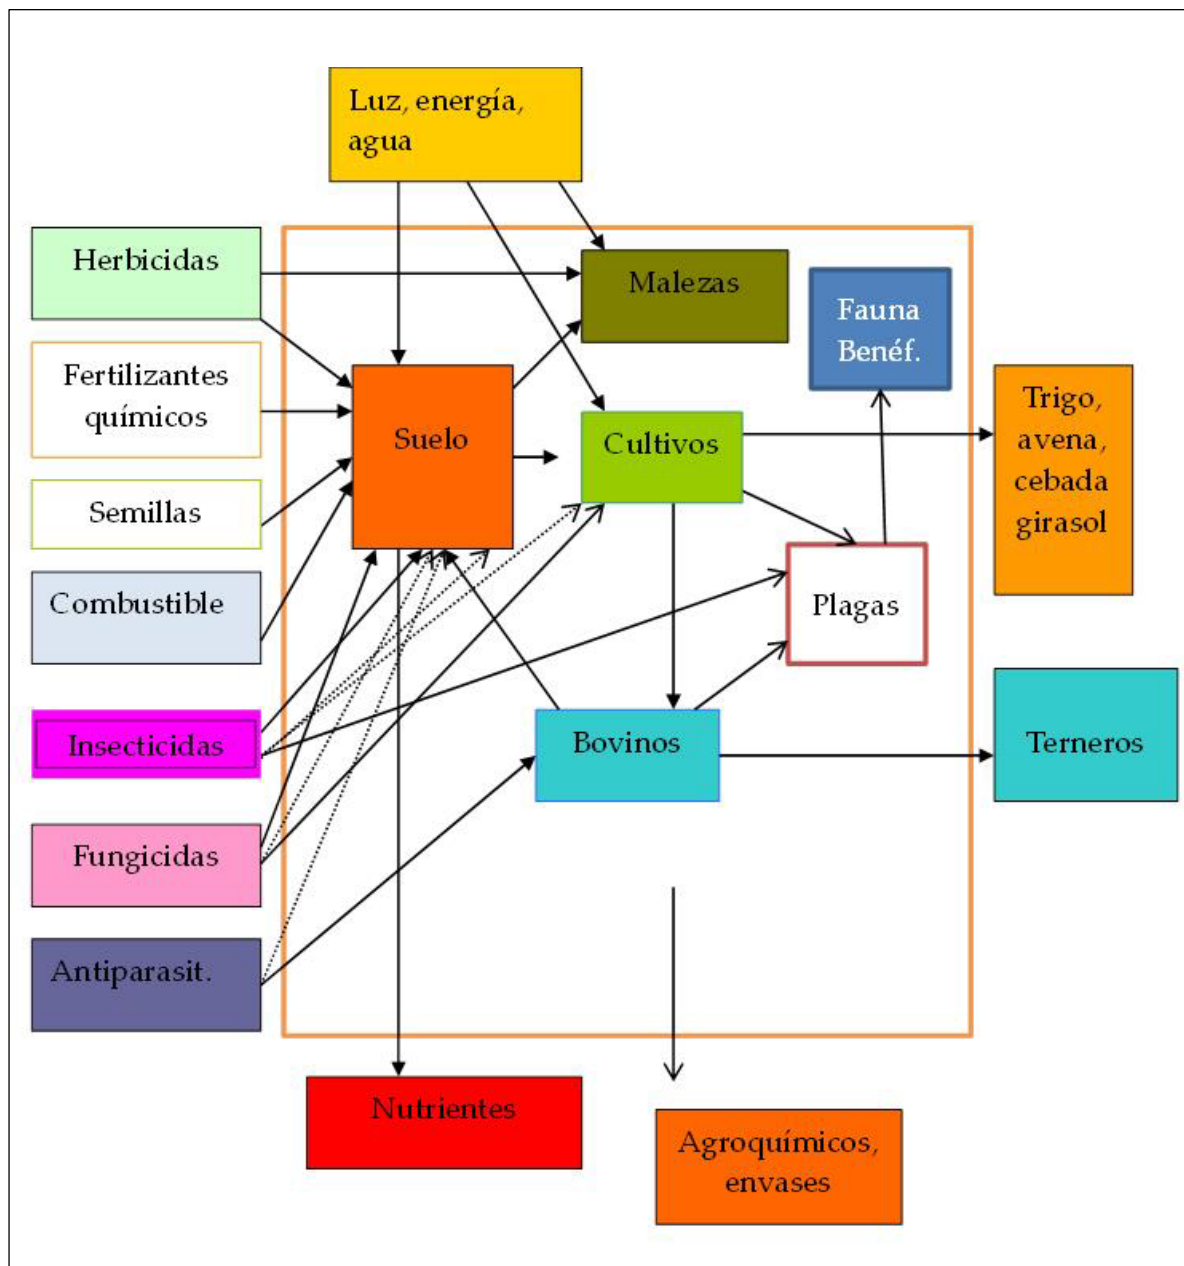 Luz, energía,
agua
Herbicidas
Malezas
Fauna
Benéf.
Fertilizantes
químicos
Suelo
Cultivos
Trigo,
avena,
cebada
girasol
Semillas
Combustible
Plagas
Insecticidas
Bovinos
Terneros
Fungicidas
Antiparasit.
Nutrientes
Agroquímicos,
envases